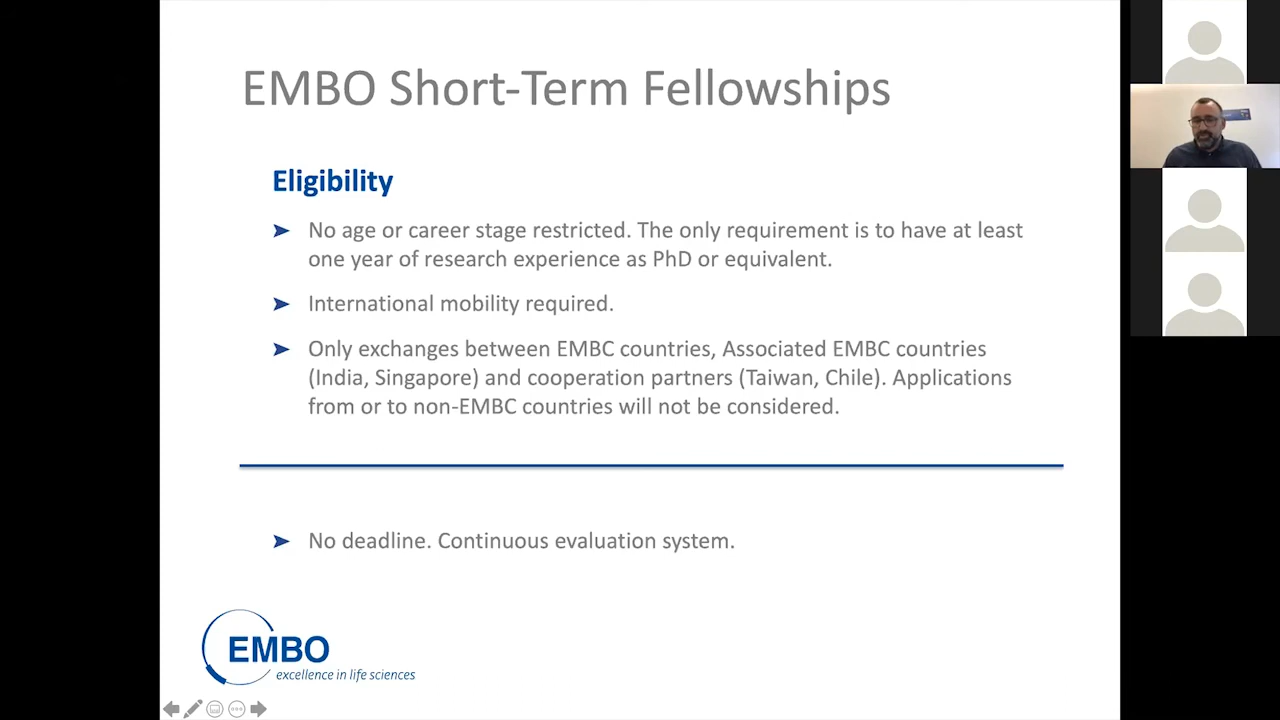 EMBO Short-Term Fellowships
Eligibility
No age or career stage restricted. The only requirement is to have at least
one year of research experience as PhD or equivalent.
International mobility required.
Only exchanges between EMBC countries, Associated EMBC countries
(India, Singapore) and cooperation partners (Taiwan, Chile). Applications
from or to non-EMBC countries will not be considered.
No deadline. Continuous evaluation system.
EMBO
excellence in life sciences